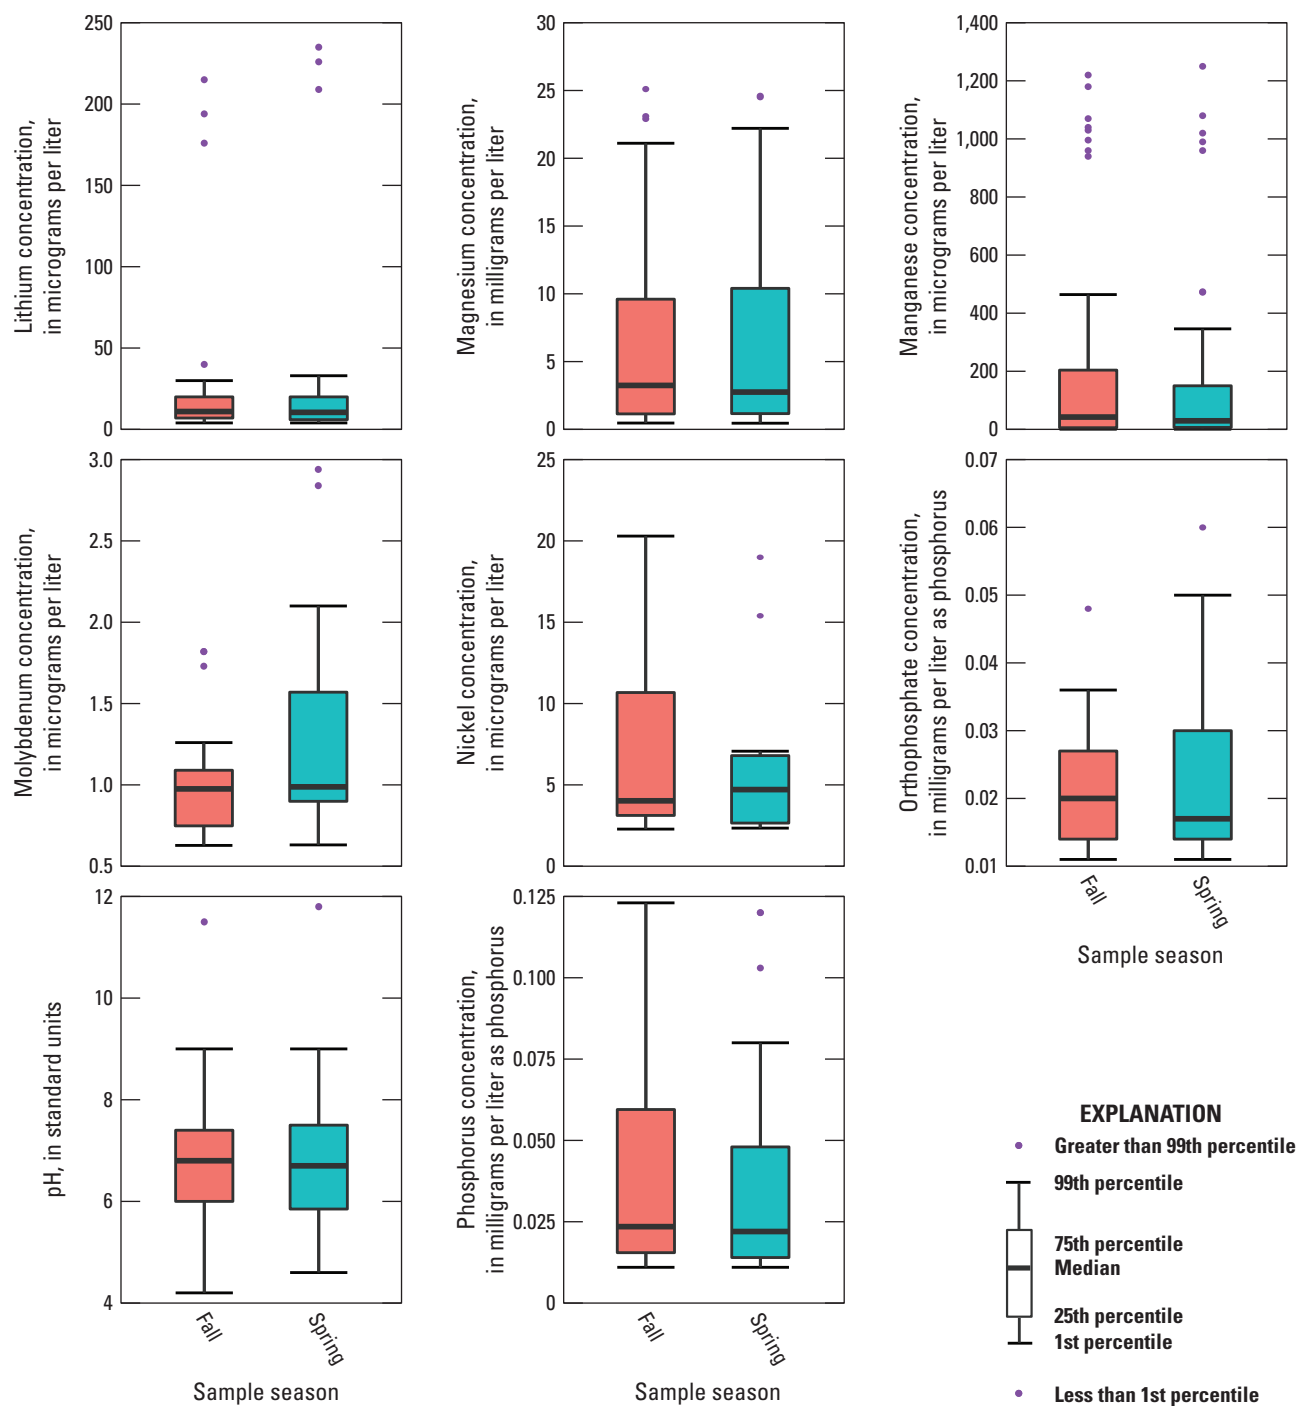 Lithium concentration,
in micrograms per liter
250
200
150
100
50
0
Magnesium concentration,
in milligrams per liter
30
25
20
15
10
5
0
Manganese concentration,
in micrograms per liter
1,400
1,200
1,000
800
600
400
200
0
Molybdenum concentration,
in micrograms per liter
3.0
2.5
2.0
1.5
1.0
0.5
Nickel concentration,
in micrograms per liter
25
20
15
10
5
0
Orthophosphate concentration,
in milligrams per liter as phosphorus
0.07
0.06
0.05
0.04
0.03
0.02
0.01
Fall
Spring
Sample season
pH, in standard units
12
10
8
6
4
Fall
Spring
Sample season
Phosphorus concentration,
in milligrams per liter as phosphorus
0.125
0.100
0.075
0.050
0.025
0
Fall
Spring
Sample season
EXPLANATION
Greater than 99th percentile
99th percentile
75th percentile
Median
25th percentile
1st percentile
Less than 1st percentile